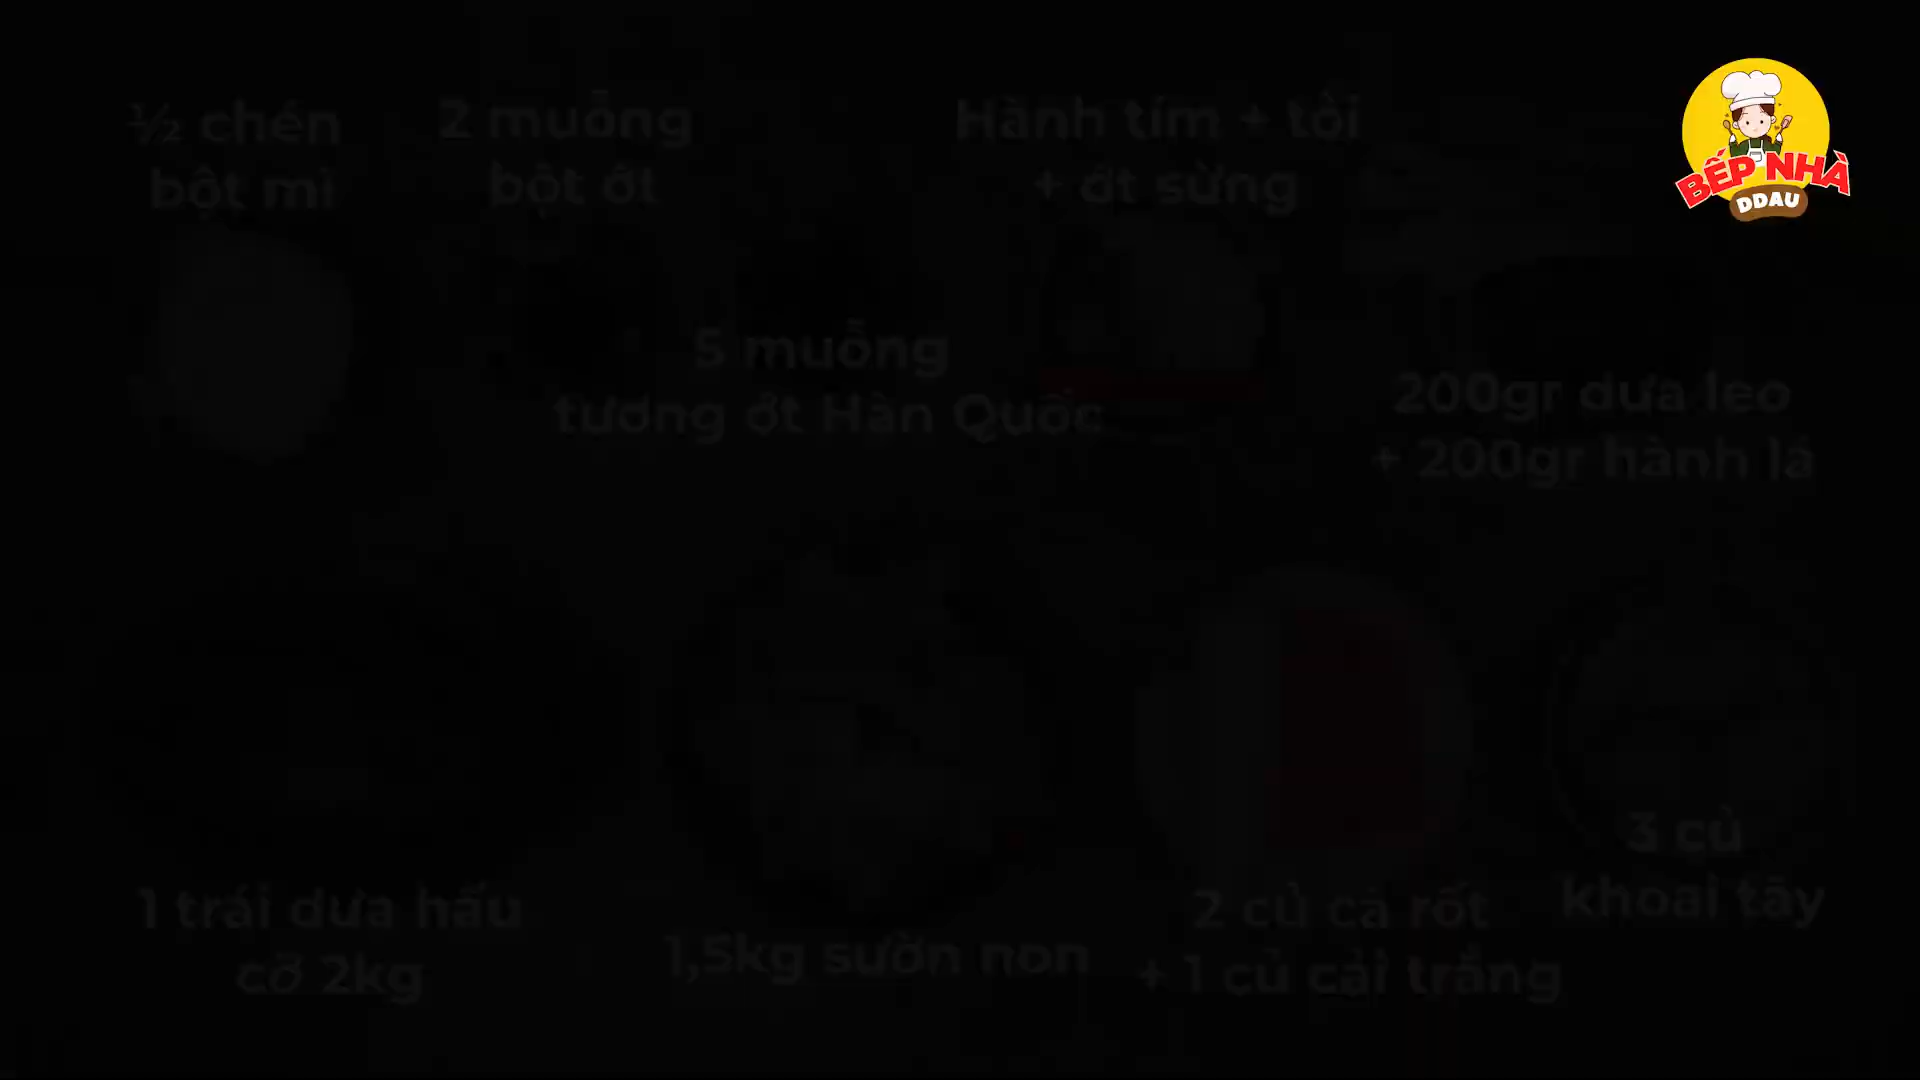 ½ chén
bột mì
2 muỗng
bột ớt
Hành tím + tỏi
+ ớt sừng
BẾP NHÀ
DDAU
5 muỗng
tương ớt Hàn Quốc
200gr dưa leo
+ 200gr hành lá
1 trái dưa hấu
cỡ 2kg
1,5kg sườn non
2 củ cà rốt
+ 1 củ cải trắng
3 củ
khoai tây